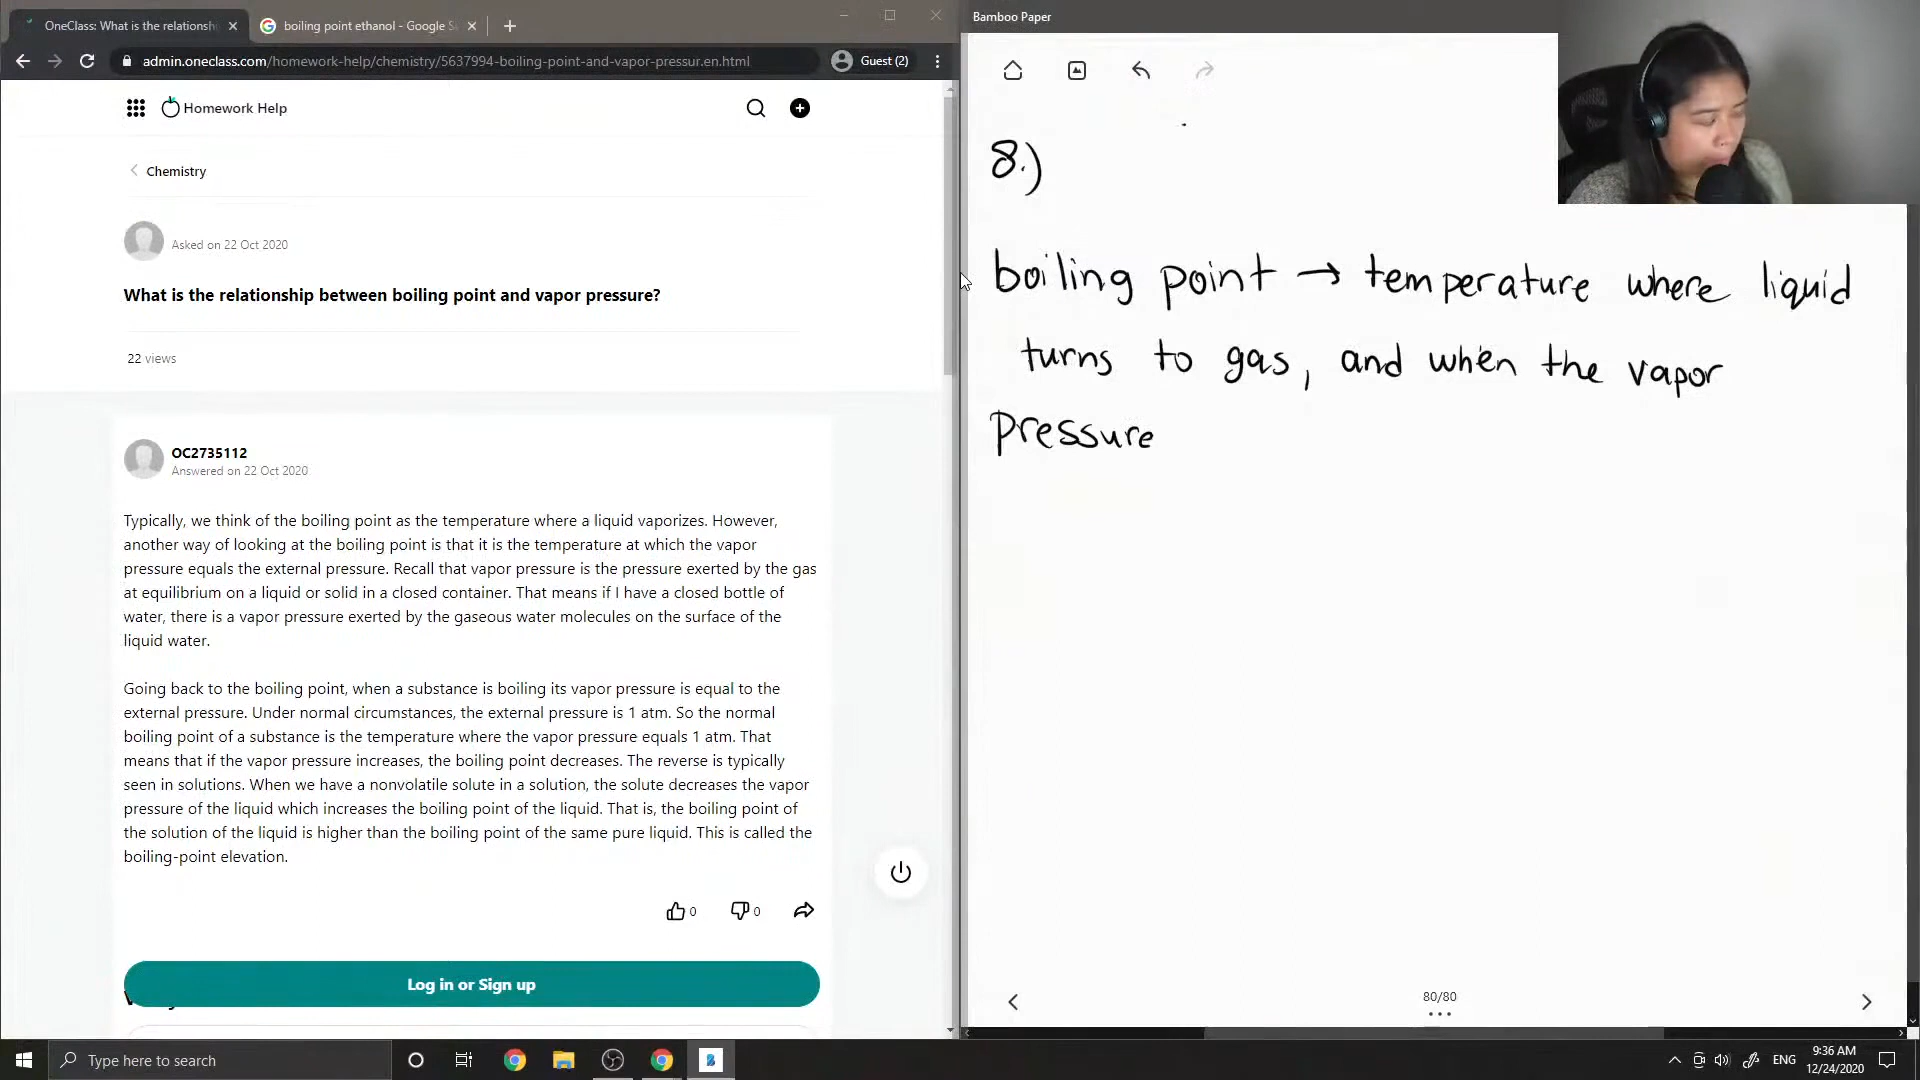 OneClass: What is the relationsh
boiling point ethanol - Google S
admin.oneclass.com/homework-help/chemistry/5637994-boiling-point-and-vapor-pressur.en.html
Guest (2)
Homework Help
Chemistry
Asked on 22 Oct 2020
What is the relationship between boiling point and vapor pressure?
22 views
OC2735112
Answered on 22 Oct 2020
Typically, we think of the boiling point as the temperature where a liquid vaporizes. However,
another way of looking at the boiling point is that it is the temperature at which the vapor
pressure equals the external pressure. Recall that vapor pressure is the pressure exerted by the gas
at equilibrium on a liquid or solid in a closed container. That means if I have a closed bottle of
water, there is a vapor pressure exerted by the gaseous water molecules on the surface of the
liquid water.
Going back to the boiling point, when a substance is boiling its vapor pressure is equal to the
external pressure. Under normal circumstances, the external pressure is 1 atm. So the normal
boiling point of a substance is the temperature where the vapor pressure equals 1 atm. That
means that if the vapor pressure increases, the boiling point decreases. The reverse is typically
seen in solutions. When we have a nonvolatile solute in a solution, the solute decreases the vapor
pressure of the liquid which increases the boiling point of the liquid. That is, the boiling point of
the solution of the liquid is higher than the boiling point of the same pure liquid. This is called the
boiling-point elevation.
0
0
Log in or Sign up
Bamboo Paper
8.)
boiling point → temperature where liquid
turns to gas, and when the vapor
pressure
80/80
Type here to search
ENG
9:36 AM
12/24/2020